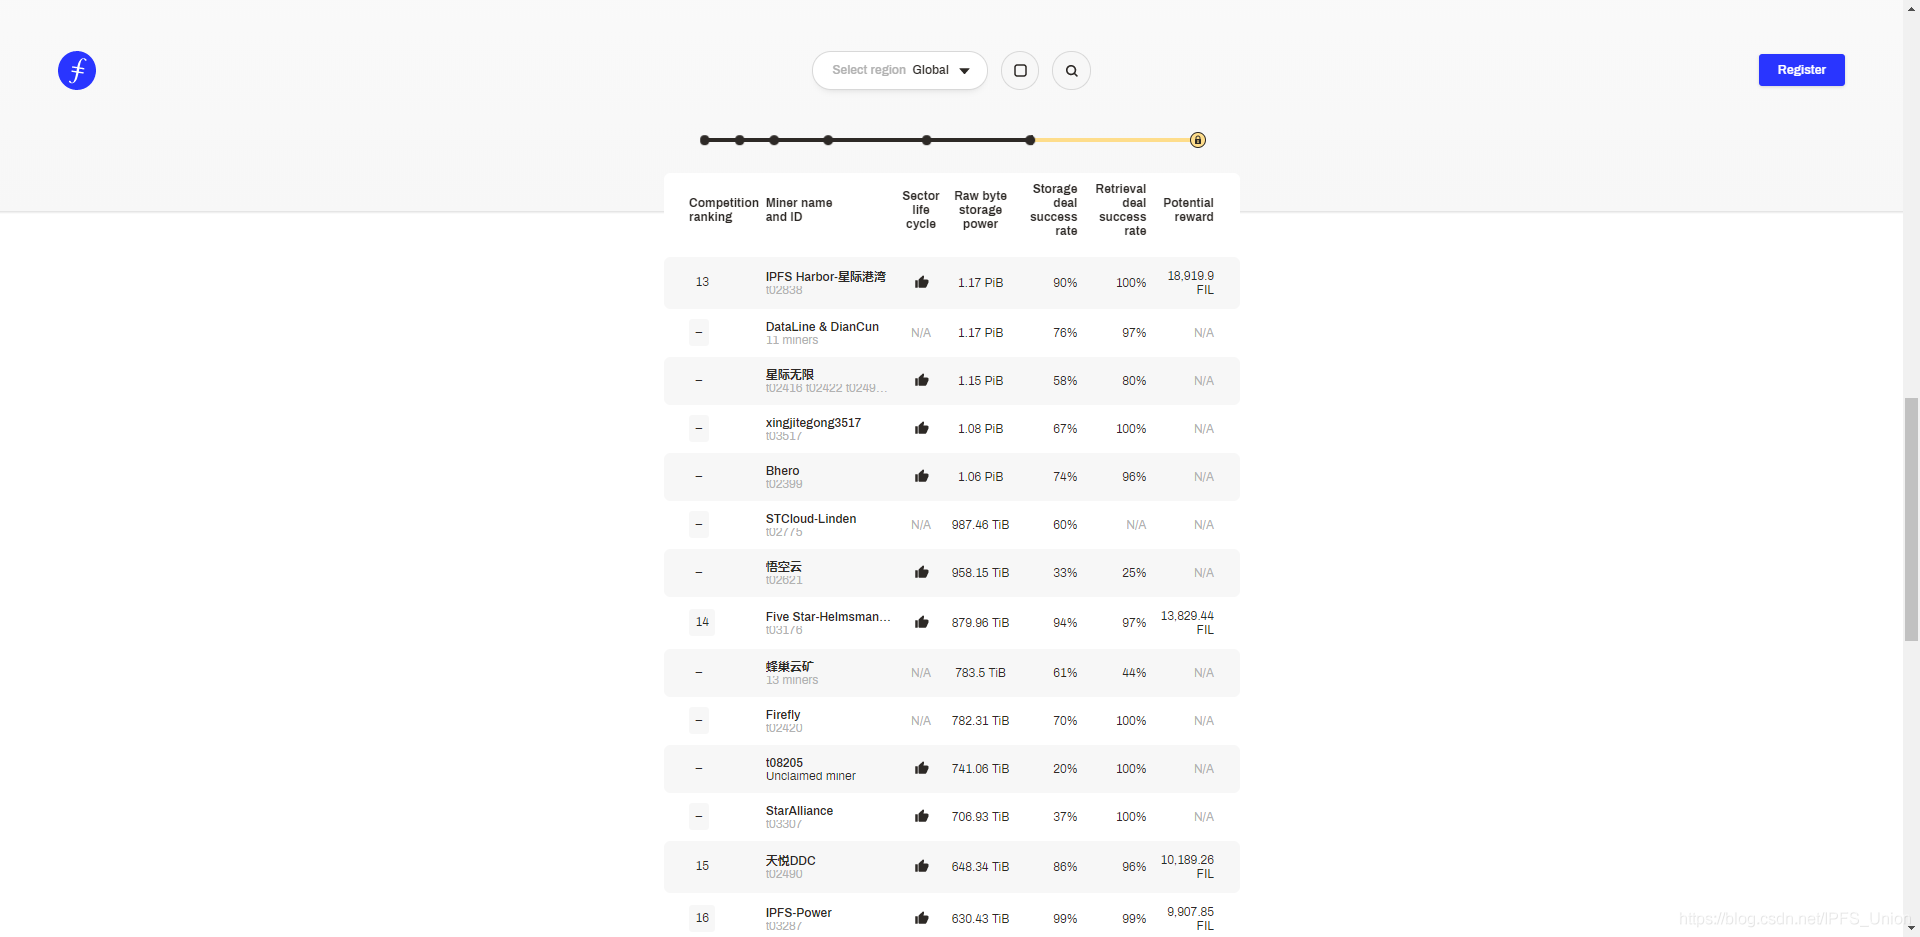 Select region Global
Register
Competition ranking Miner name and ID Sector life cycle Raw byte storage power Storage deal success rate Retrieval deal success rate Potential reward
13 IPFS Harbor-星际港湾 t02838 1.17 PiB 90% 100% 18,919.9 FIL
– DataLine & DianCun 11 miners N/A 1.17 PiB 76% 97% N/A
– 星际无限 t02416 t02422 t0249... 1.15 PiB 58% 80% N/A
– xingjitegong3517 t03517 1.08 PiB 67% 100% N/A
– Bhero t02399 1.06 PiB 74% 96% N/A
– STCloud-Linden t02775 N/A 987.46 TiB 60% N/A N/A
– 悟空云 t02621 958.15 TiB 33% 25% N/A
14 Five Star-Helmsman... t03176 879.96 TiB 94% 97% 13,829.44 FIL
– 蜂巢云矿 13 miners N/A 783.5 TiB 61% 44% N/A
– Firefly t02420 N/A 782.31 TiB 70% 100% N/A
– t08205 Unclaimed miner 741.06 TiB 20% 100% N/A
– StarAlliance t03307 706.93 TiB 37% 100% N/A
15 天悦DDC t02490 648.34 TiB 86% 96% 10,189.26 FIL
16 IPFS-Power t03287 630.43 TiB 99% 99% 9,907.85 FIL
https://blog.csdn.net/IPFS_Union